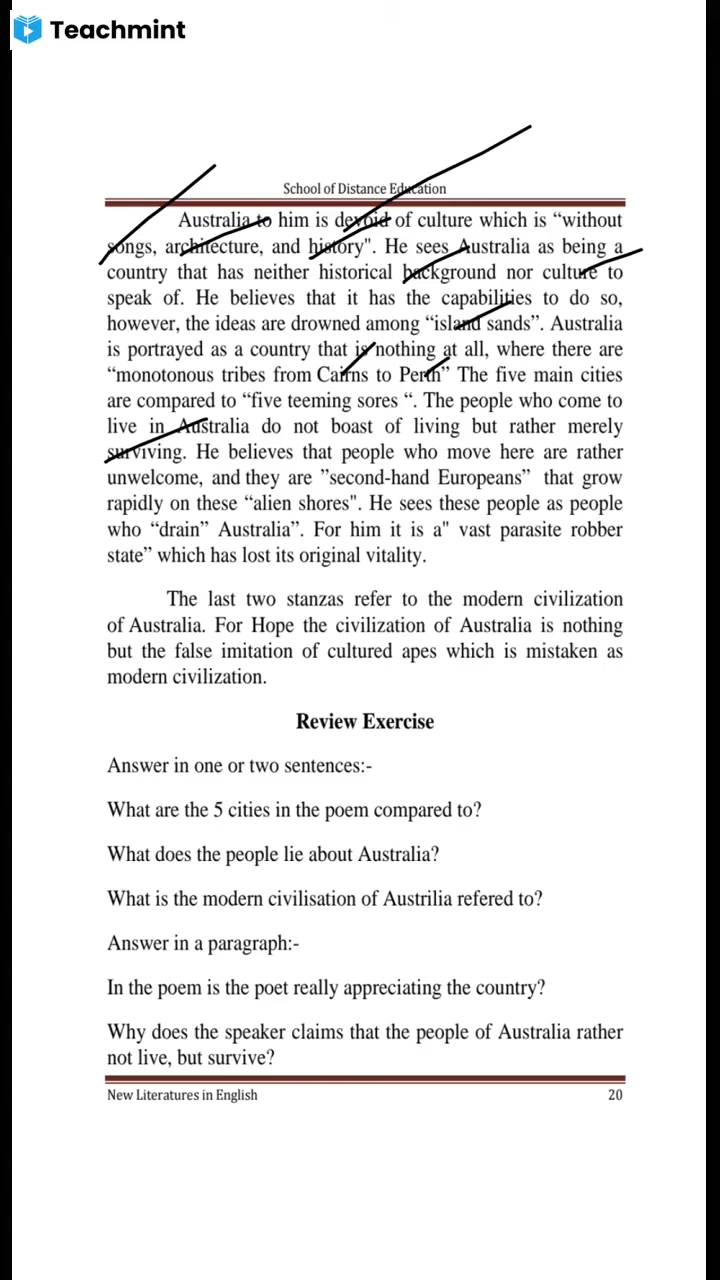 Teachmint
School of Distance Education
Australia to him is devoid of culture which is “without
songs, architecture, and history". He sees Australia as being a
country that has neither historical background nor culture to
speak of. He believes that it has the capabilities to do so,
however, the ideas are drowned among “island sands”. Australia
is portrayed as a country that is nothing at all, where there are
“monotonous tribes from Cairns to Perth” The five main cities
are compared to “five teeming sores “. The people who come to
live in Australia do not boast of living but rather merely
surviving. He believes that people who move here are rather
unwelcome, and they are ”second-hand Europeans” that grow
rapidly on these “alien shores". He sees these people as people
who “drain” Australia”. For him it is a" vast parasite robber
state” which has lost its original vitality.
The last two stanzas refer to the modern civilization
of Australia. For Hope the civilization of Australia is nothing
but the false imitation of cultured apes which is mistaken as
modern civilization.
Review Exercise
Answer in one or two sentences:-
What are the 5 cities in the poem compared to?
What does the people lie about Australia?
What is the modern civilisation of Austrilia refered to?
Answer in a paragraph:-
In the poem is the poet really appreciating the country?
Why does the speaker claims that the people of Australia rather
not live, but survive?
New Literatures in English 20